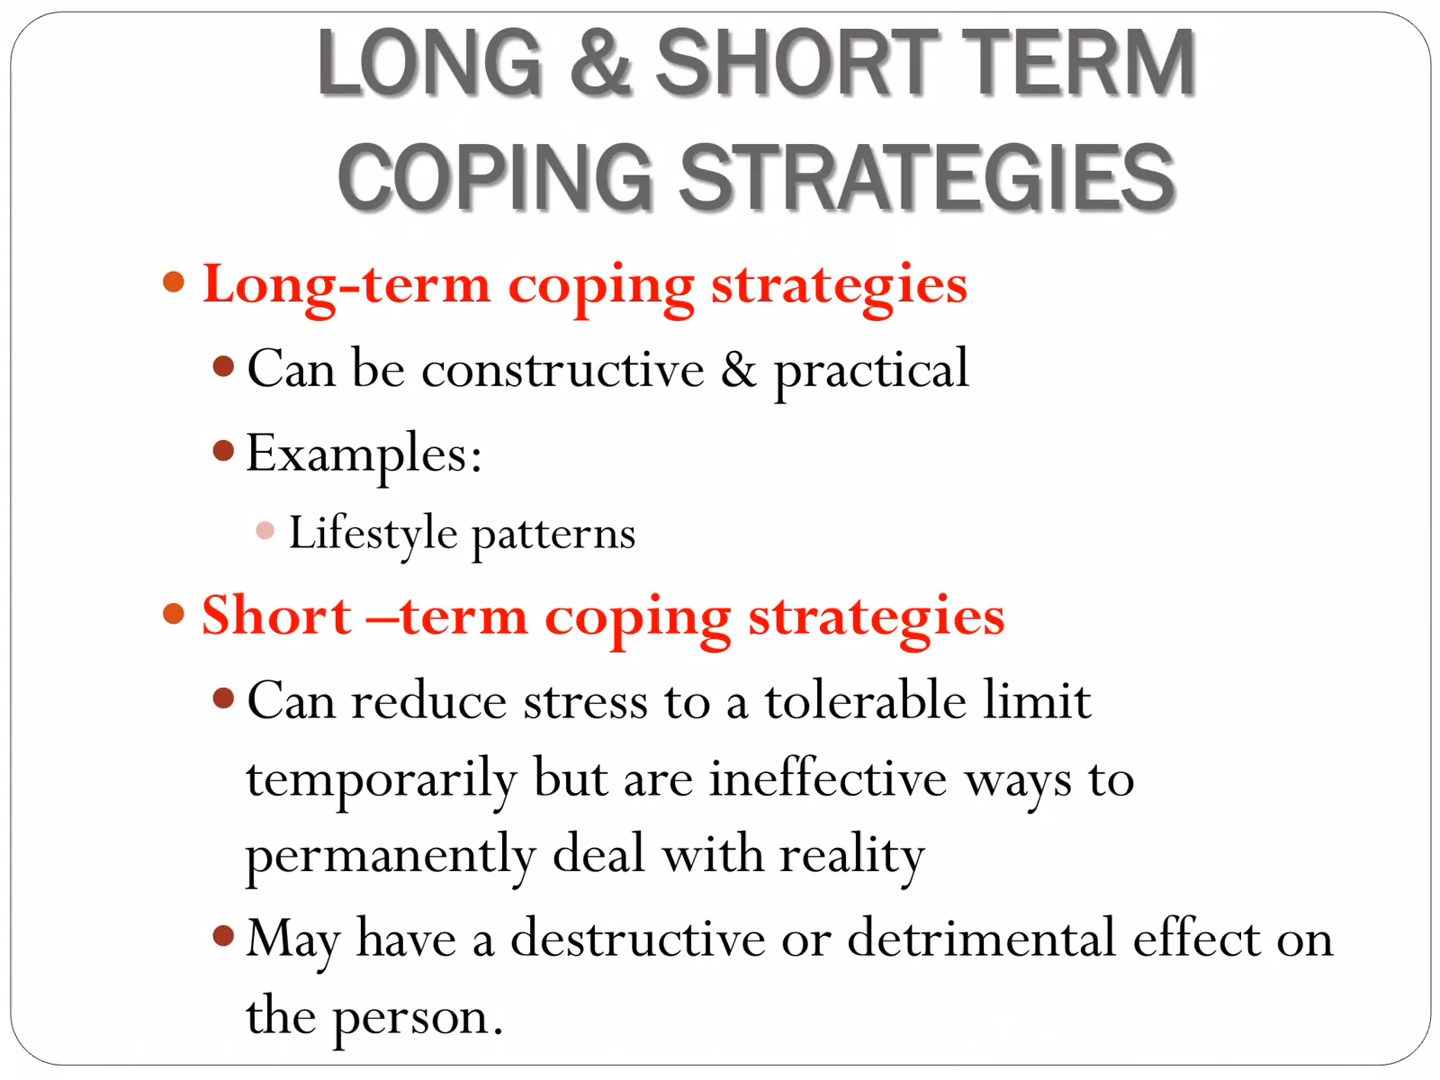 LONG & SHORT TERM
COPING STRATEGIES
• Long-term coping strategies
• Can be constructive & practical
• Examples:
• Lifestyle patterns
• Short –term coping strategies
• Can reduce stress to a tolerable limit
temporarily but are ineffective ways to
permanently deal with reality
• May have a destructive or detrimental effect on
the person.